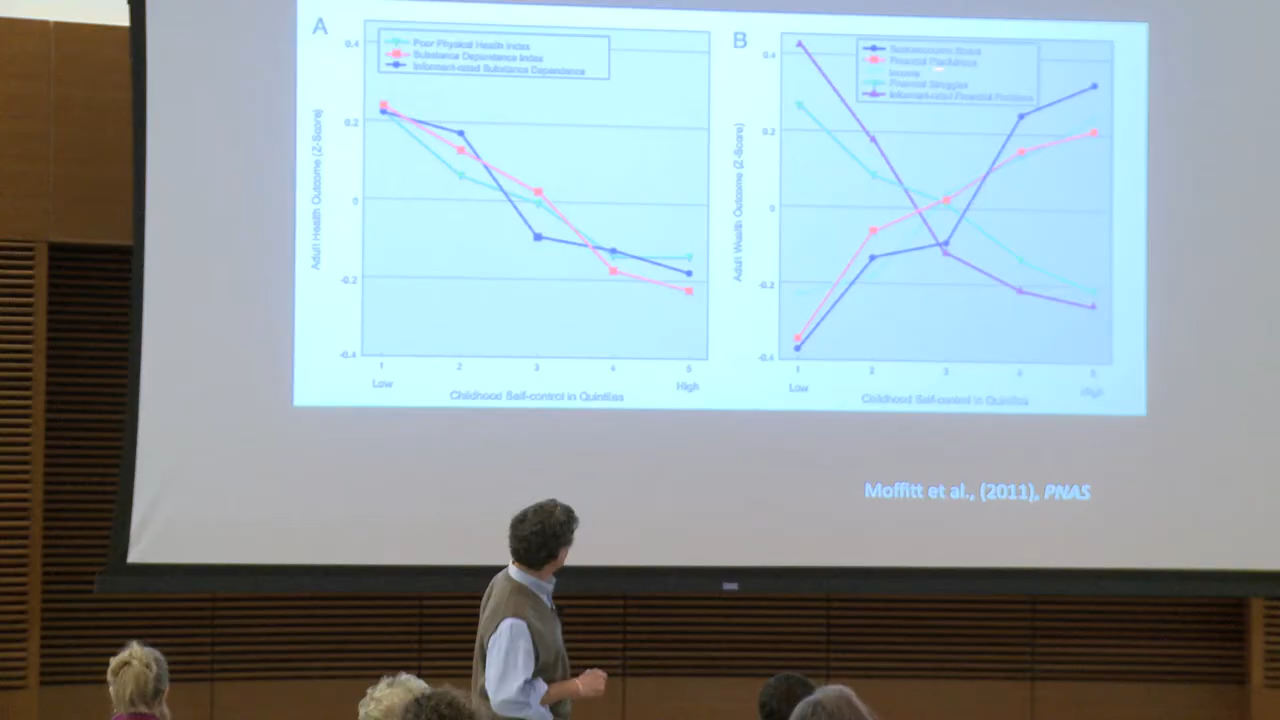 A
Poor Physical Health Index
Substance Dependence Index
Informant-rated Substance Dependence
0.4
0.2
0
-0.2
-0.4
Adult Health Outcome (Z-Score)
1
2
3
4
5
Low
High
Childhood Self-control in Quintiles
B
Socioeconomic Status
Financial Planfulness
Income
Financial Struggles
Informant-rated Financial Problems
0.4
0.2
0
-0.2
-0.4
Adult Wealth Outcome (Z-Score)
1
2
3
4
5
Low
High
Childhood Self-control in Quintiles
Moffitt et al., (2011), PNAS